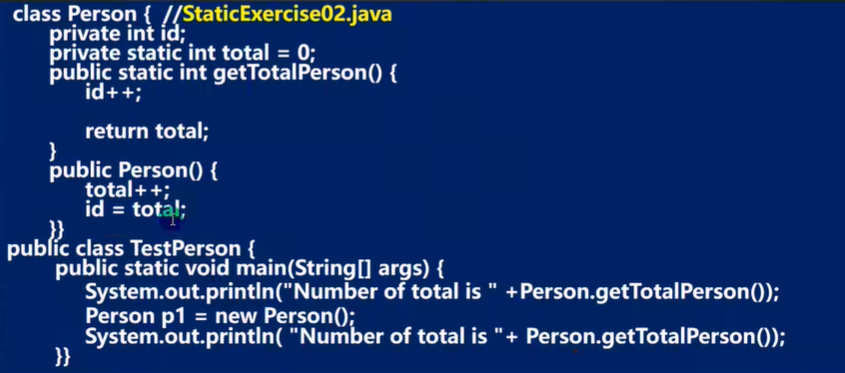 class Person { //StaticExercise02.java
private int id;
private static int total = 0;
public static int getTotalPerson() {
id++;
return total;
}
public Person() {
total++;
id = total;
}}
public class TestPerson {
public static void main(String[] args) {
System.out.println("Number of total is " +Person.getTotalPerson());
Person p1 = new Person();
System.out.println( "Number of total is "+ Person.getTotalPerson());
}}